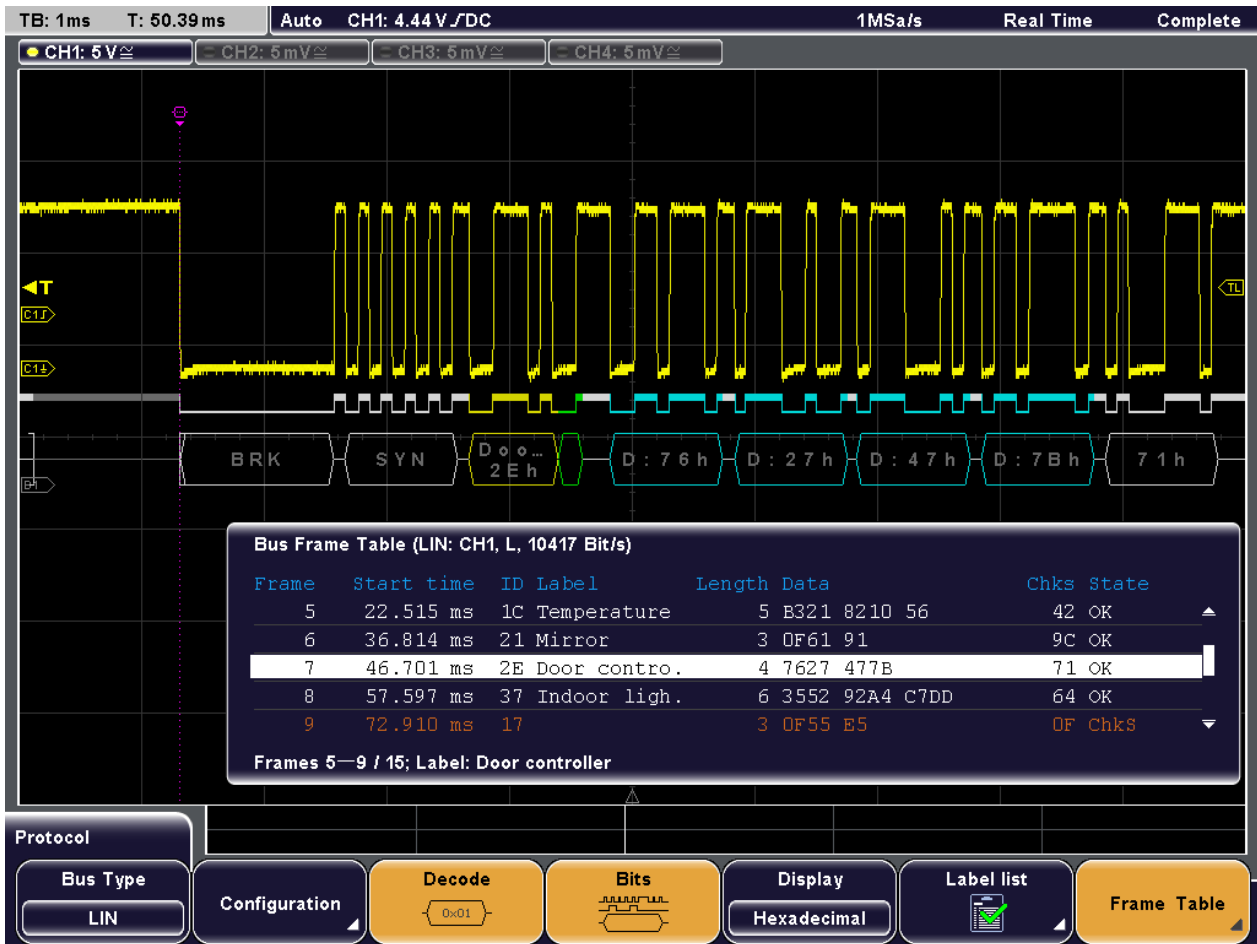 TB: 1ms T: 50.39 ms Auto CH1: 4.44 V DC 1MSa/s Real Time Complete
CH1: 5 V CH2: 5 mV CH3: 5 mV CH4: 5 mV
T
TL
C1
C1
BRK SYN Doo... 2Eh D:76h D:27h D:47h D:7Bh 71h
B1
Bus Frame Table (LIN: CH1, L, 10417 Bit/s)
Frame Start time ID Label Length Data Chks State
5 22.515 ms 1C Temperature 5 B321 8210 56 42 OK
6 36.814 ms 21 Mirror 3 0F61 91 9C OK
7 46.701 ms 2E Door contro. 4 7627 477B 71 OK
8 57.597 ms 37 Indoor ligh. 6 3552 92A4 C7DD 64 OK
9 72.910 ms 17 3 0F55 E5 0F ChkS
Frames 5—9 / 15; Label: Door controller
Protocol
Bus Type Configuration Decode Bits Display Label list Frame Table
LIN 0x01 Hexadecimal